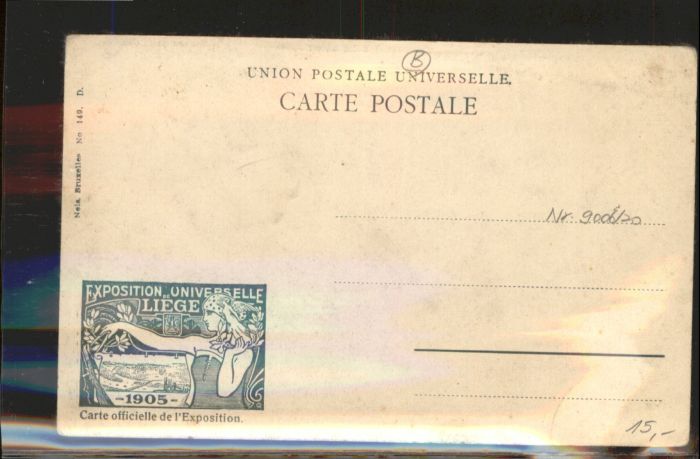 B
UNION POSTALE UNIVERSELLE.
CARTE POSTALE
Nels, Bruxelles No 149. D.
Nr.
EXPOSITION UNIVERSELLE
LIEGE
-1905-
Carte officielle de l'Exposition.
15,-